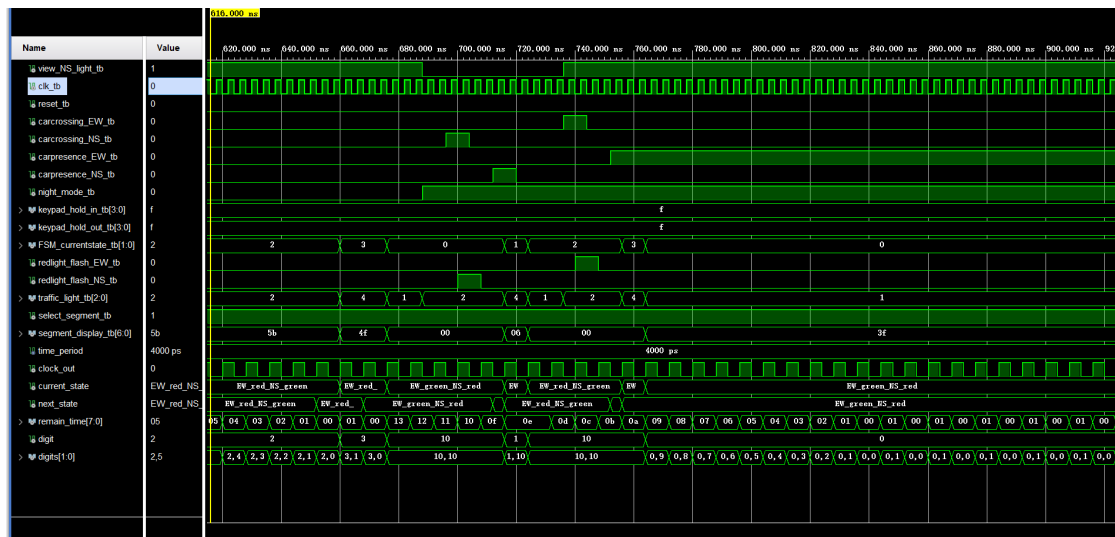 616.000 ns
Name Value
620.000 ns 640.000 ns 660.000 ns 680.000 ns 700.000 ns 720.000 ns 740.000 ns 760.000 ns 780.000 ns 800.000 ns 820.000 ns 840.000 ns 860.000 ns 880.000 ns 900.000 ns 92
view_NS_light_tb 1
clk_tb 0
reset_tb 0
carcrossing_EW_tb 0
carcrossing_NS_tb 0
carpresence_EW_tb 0
carpresence_NS_tb 0
night_mode_tb 0
keypad_hold_in_tb[3:0] f f
keypad_hold_out_tb[3:0] f f
FSM_currentstate_tb[1:0] 2 2 3 0 1 2 3 0
redlight_flash_EW_tb 0
redlight_flash_NS_tb 0
traffic_light_tb[2:0] 2 2 4 1 2 4 1 2 4 1
select_segment_tb 1
segment_display_tb[6:0] 5b 5b 4f 00 06 00 3f
time_period 4000 ps 4000 ps
clock_out 0
current_state EW_red_NS_ EW_red_NS_green EW_red_ EW_green_NS_red EW EW_red_NS_green EW EW_green_NS_red
next_state EW_red_NS_ EW_red_NS_green EW_red_ EW_green_NS_red EW_red_NS_green EW_green_NS_red
remain_time[7:0] 05 05 04 03 02 01 00 01 00 13 12 11 10 0f 0e 0d 0c 0b 0a 09 08 07 06 05 04 03 02 01 00 01 00 01 00 01 00 01 00 01 00
digit 2 2 3 10 1 10 0
digits[1:0] 2,5 2,4 2,3 2,2 2,1 2,0 3,1 3,0 10,10 1,10 10,10 0,9 0,8 0,7 0,6 0,5 0,4 0,3 0,2 0,1 0,0 0,1 0,0 0,1 0,0 0,1 0,0 0,1 0,0 0,1 0,0